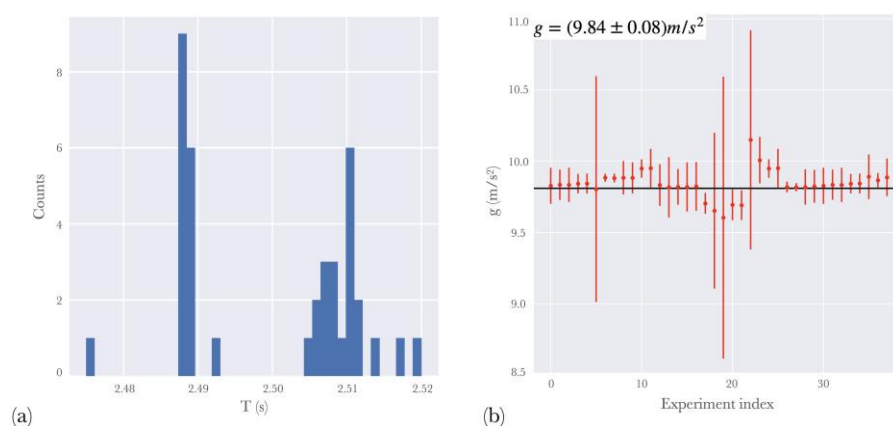 8
6
4
2
0
Counts
2.48 2.49 2.50 2.51 2.52
T (s)
(a)
g = (9.84 ± 0.08)m/s²
11.0
10.5
10.0
9.5
9.0
8.5
g (m/s²)
0 10 20 30
Experiment index
(b)